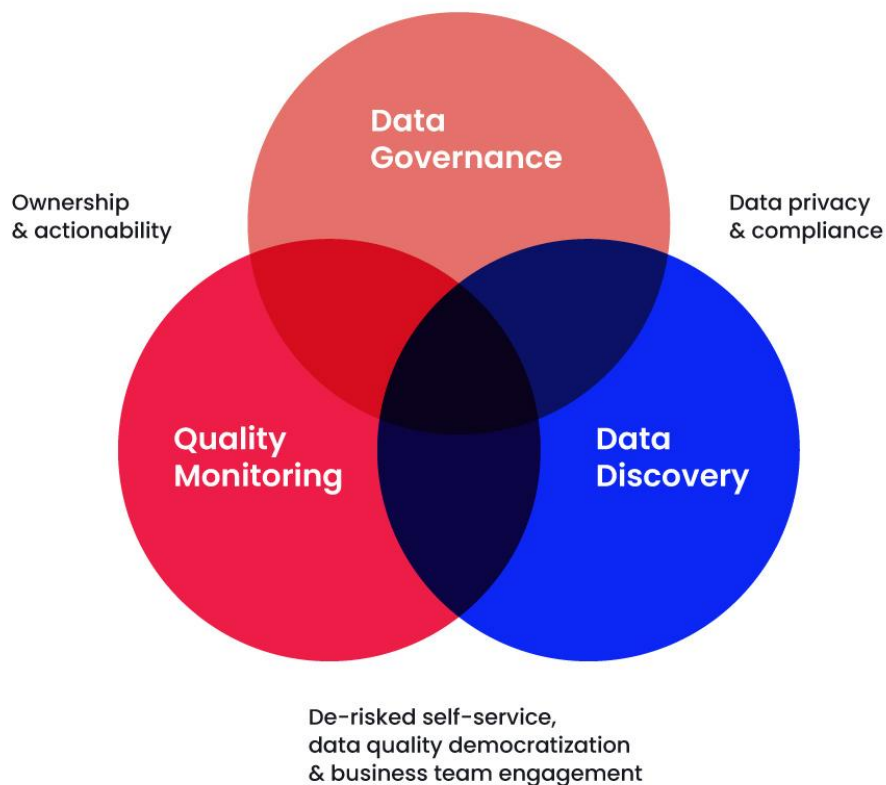 Data
Governance
Ownership
& actionability
Data privacy
& compliance
Quality
Monitoring
Data
Discovery
De-risked self-service,
data quality democratization
& business team engagement